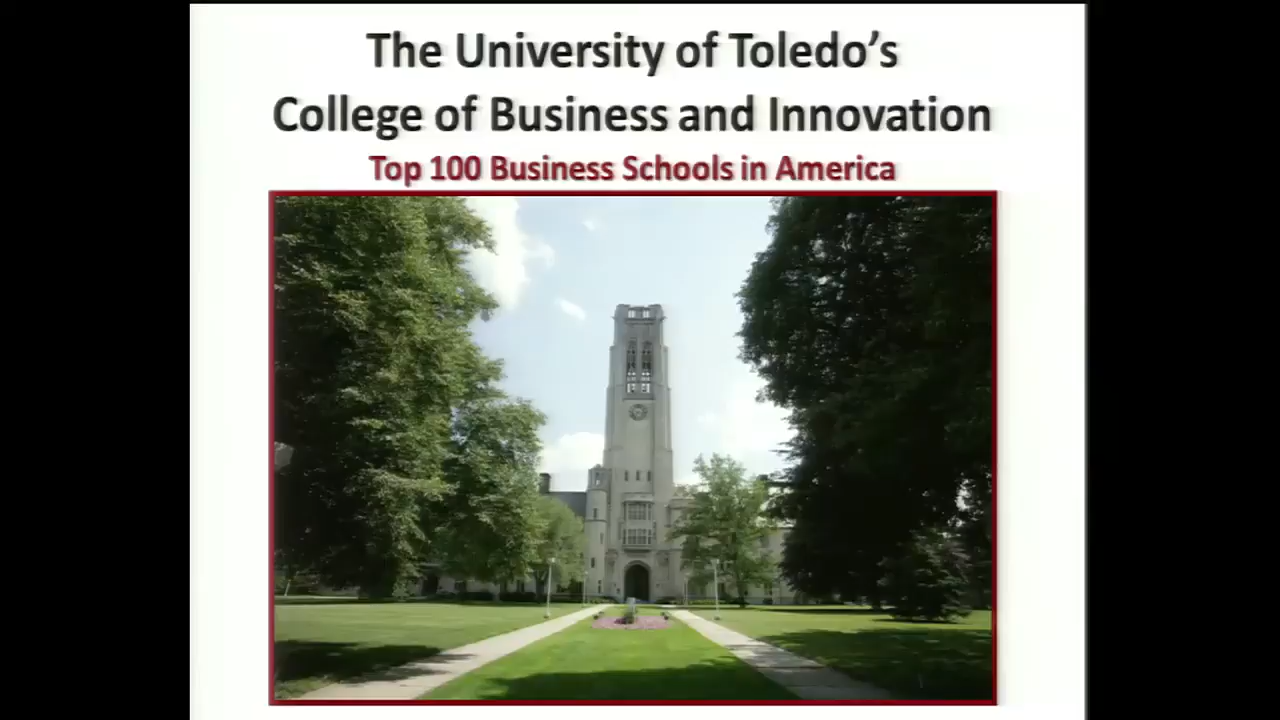 The University of Toledo’s
College of Business and Innovation
Top 100 Business Schools in America